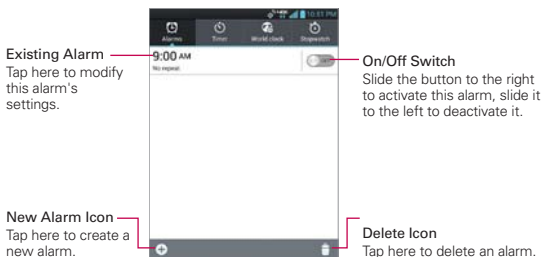 10:51 PM
Alarms Timer World clock Stopwatch
Existing Alarm
Tap here to modify
this alarm's
settings.
9:00 AM
No repeat
On/Off Switch
Slide the button to the right
to activate this alarm, slide it
to the left to deactivate it.
New Alarm Icon
Tap here to create a
new alarm.
Delete Icon
Tap here to delete an alarm.